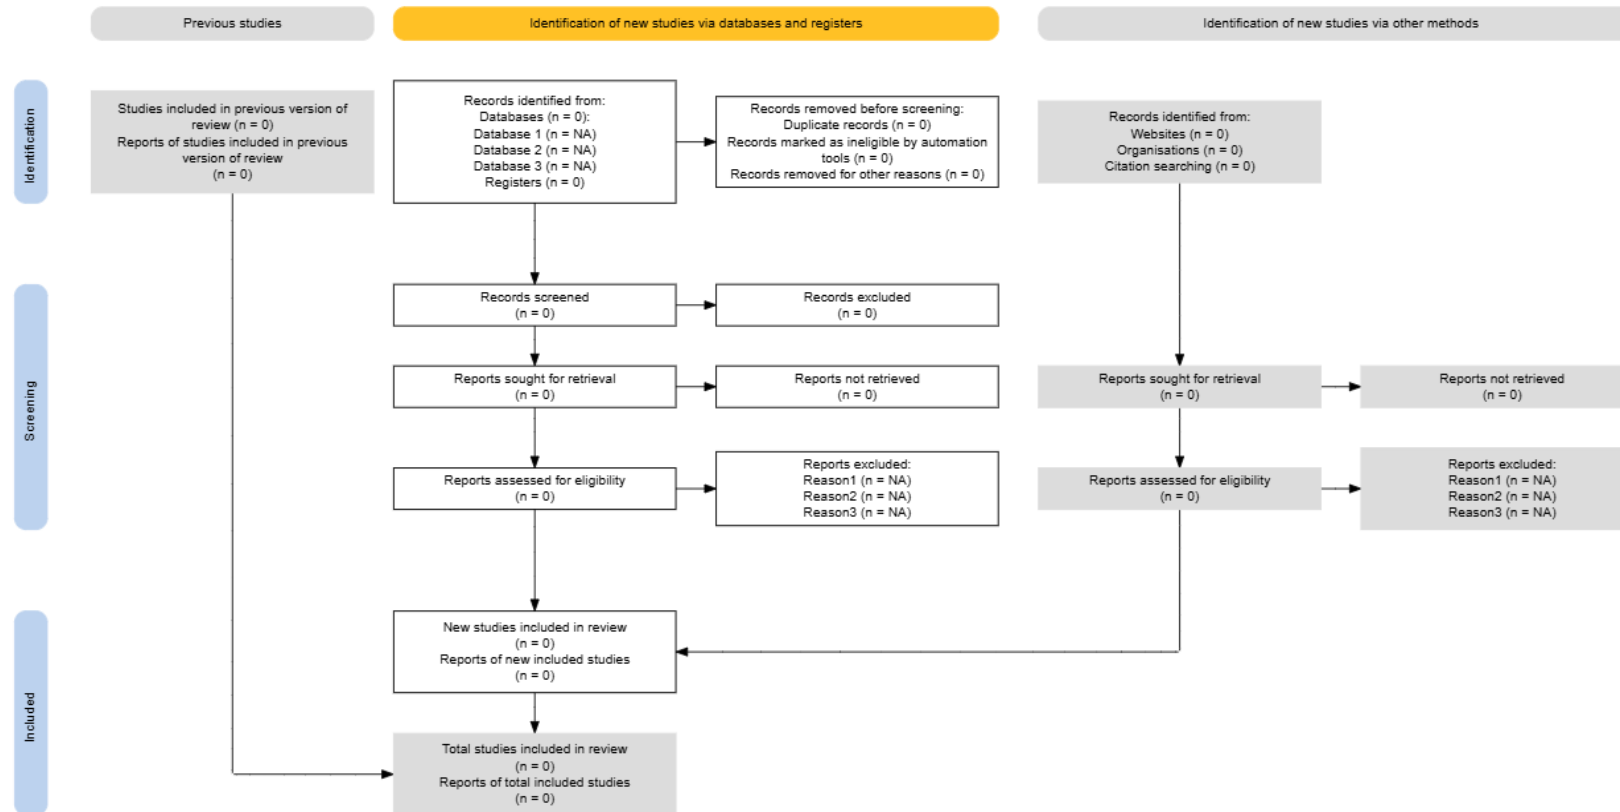 Previous studies
Identification of new studies via databases and registers
Identification of new studies via other methods
Identification
Studies included in previous version of
review (n = 0)
Reports of studies included in previous
version of review
(n = 0)
Records identified from:
Databases (n = 0):
Database 1 (n = NA)
Database 2 (n = NA)
Database 3 (n = NA)
Registers (n = 0)
Records removed before screening:
Duplicate records (n = 0)
Records marked as ineligible by automation
tools (n = 0)
Records removed for other reasons (n = 0)
Records identified from:
Websites (n = 0)
Organisations (n = 0)
Citation searching (n = 0)
Screening
Records screened
(n = 0)
Records excluded
(n = 0)
Reports sought for retrieval
(n = 0)
Reports not retrieved
(n = 0)
Reports sought for retrieval
(n = 0)
Reports not retrieved
(n = 0)
Reports assessed for eligibility
(n = 0)
Reports excluded:
Reason1 (n = NA)
Reason2 (n = NA)
Reason3 (n = NA)
Reports assessed for eligibility
(n = 0)
Reports excluded:
Reason1 (n = NA)
Reason2 (n = NA)
Reason3 (n = NA)
Included
New studies included in review
(n = 0)
Reports of new included studies
(n = 0)
Total studies included in review
(n = 0)
Reports of total included studies
(n = 0)